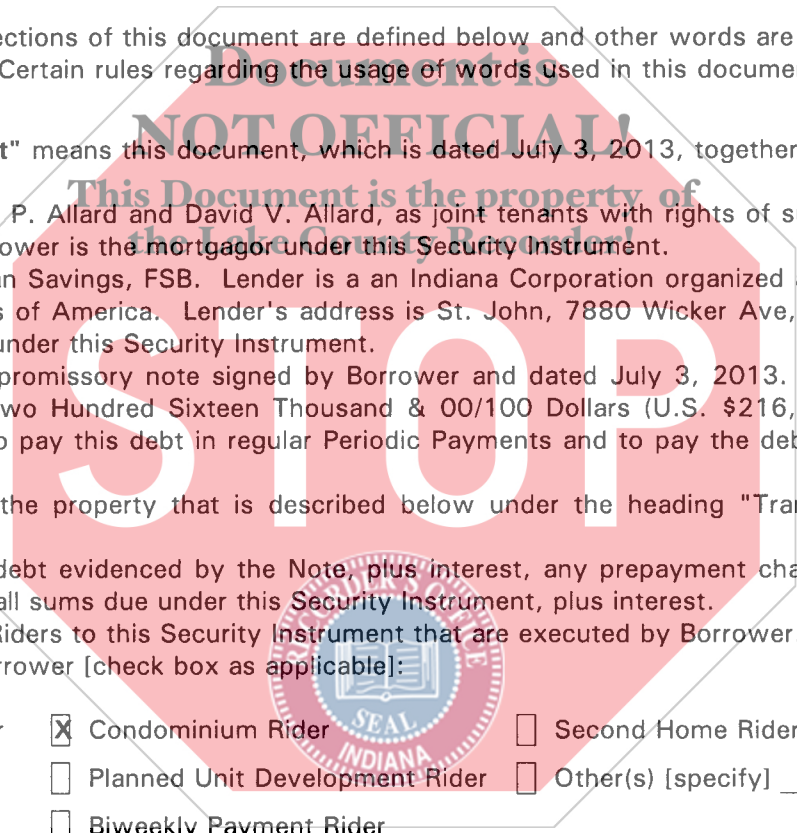 ections of this document are defined below and other words are
Certain rules regarding the usage of words used in this docume
Document is
NOT OFFICIAL!
This Document is the property of
the Lake County Recorder!
t" means this document, which is dated July 3, 2013, together
P. Allard and David V. Allard, as joint tenants with rights of s
ower is the mortgagor under this Security Instrument.
n Savings, FSB. Lender is a an Indiana Corporation organized
s of America. Lender's address is St. John, 7880 Wicker Ave,
under this Security Instrument.
promissory note signed by Borrower and dated July 3, 2013.
wo Hundred Sixteen Thousand & 00/100 Dollars (U.S. $216,
o pay this debt in regular Periodic Payments and to pay the deb
STOP
the property that is described below under the heading "Tran
debt evidenced by the Note, plus interest, any prepayment cha
all sums due under this Security Instrument, plus interest.
Riders to this Security Instrument that are executed by Borrower
rrower [check box as applicable]:
RECORDER'S OFFICE
SEAL
INDIANA
r X Condominium Rider Second Home Rider
Planned Unit Development Rider Other(s) [specify]
Biweekly Payment Rider